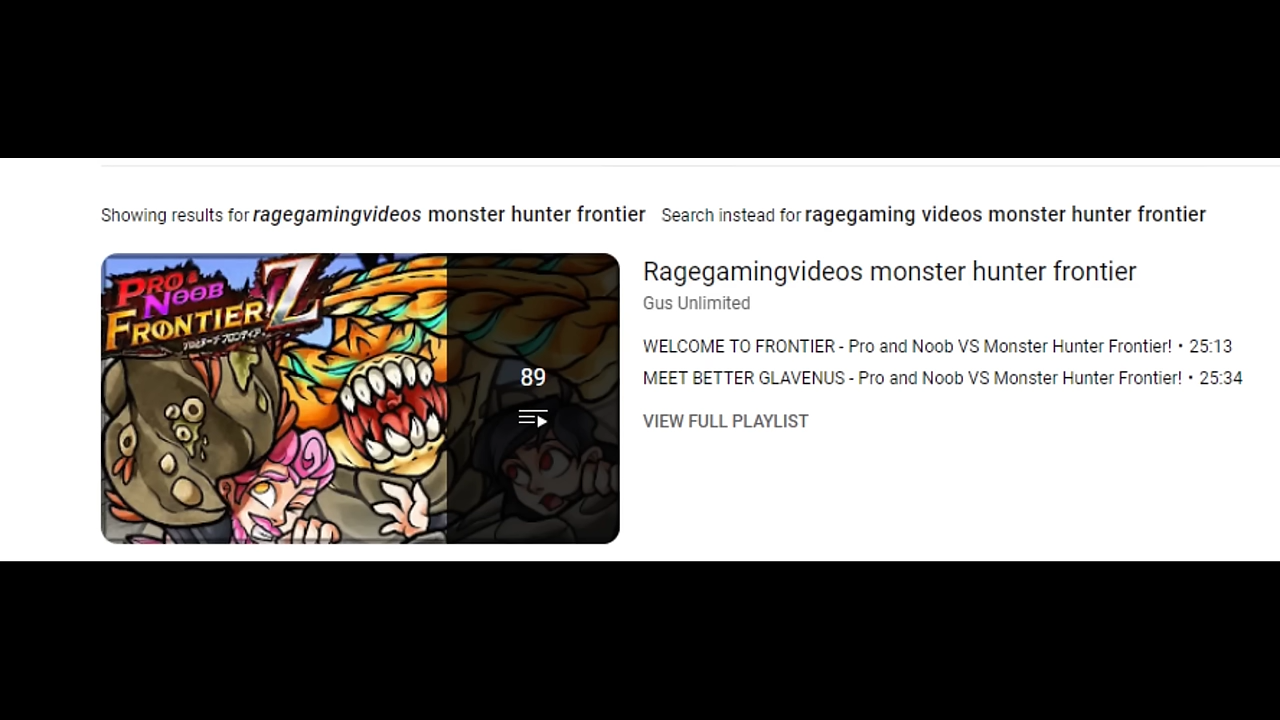 Showing results for ragegamingvideos monster hunter frontier Search instead for ragegaming videos monster hunter frontier
PRO
NOOB
FRONTIER Z
89
Ragegamingvideos monster hunter frontier
Gus Unlimited
WELCOME TO FRONTIER - Pro and Noob VS Monster Hunter Frontier! • 25:13
MEET BETTER GLAVENUS - Pro and Noob VS Monster Hunter Frontier! • 25:34
VIEW FULL PLAYLIST